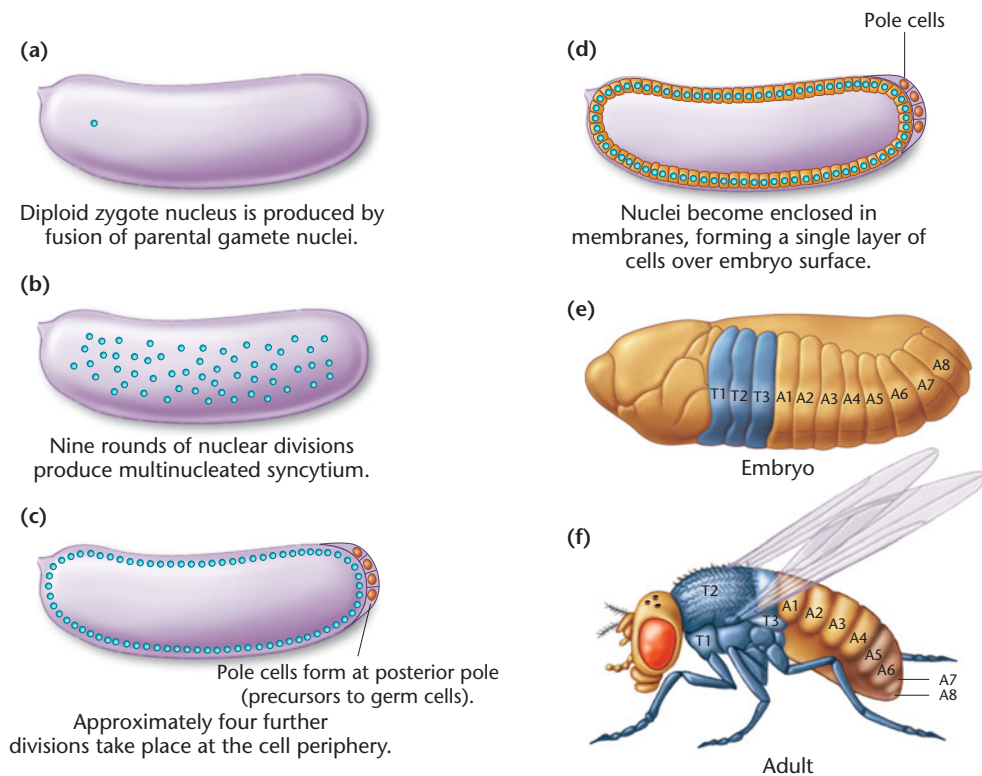 (a)
Diploid zygote nucleus is produced by
fusion of parental gamete nuclei.
(b)
Nine rounds of nuclear divisions
produce multinucleated syncytium.
(c)
Pole cells form at posterior pole
(precursors to germ cells).
Approximately four further
divisions take place at the cell periphery.
Pole cells
(d)
Nuclei become enclosed in
membranes, forming a single layer of
cells over embryo surface.
(e)
T1 T2 T3 A1 A2 A3 A4 A5 A6 A7 A8
Embryo
(f)
T2
T1
T3
A1
A2
A3
A4
A5
A6
A7
A8
Adult